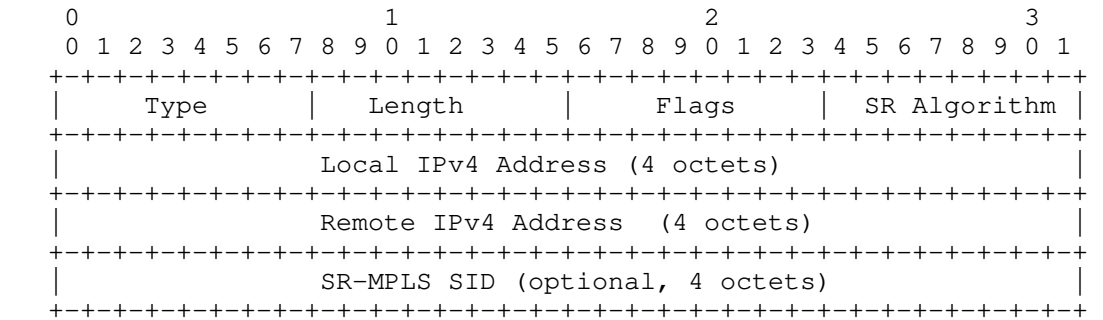 0                   1                   2                   3
 0 1 2 3 4 5 6 7 8 9 0 1 2 3 4 5 6 7 8 9 0 1 2 3 4 5 6 7 8 9 0 1
+-+-+-+-+-+-+-+-+-+-+-+-+-+-+-+-+-+-+-+-+-+-+-+-+-+-+-+-+-+-+-+-+
|     Type      |   Length      |     Flags     |  SR Algorithm |
+-+-+-+-+-+-+-+-+-+-+-+-+-+-+-+-+-+-+-+-+-+-+-+-+-+-+-+-+-+-+-+-+
|                Local IPv4 Address (4 octets)                  |
+-+-+-+-+-+-+-+-+-+-+-+-+-+-+-+-+-+-+-+-+-+-+-+-+-+-+-+-+-+-+-+-+
|                Remote IPv4 Address  (4 octets)                |
+-+-+-+-+-+-+-+-+-+-+-+-+-+-+-+-+-+-+-+-+-+-+-+-+-+-+-+-+-+-+-+-+
|                SR-MPLS SID (optional, 4 octets)               |
+-+-+-+-+-+-+-+-+-+-+-+-+-+-+-+-+-+-+-+-+-+-+-+-+-+-+-+-+-+-+-+-+